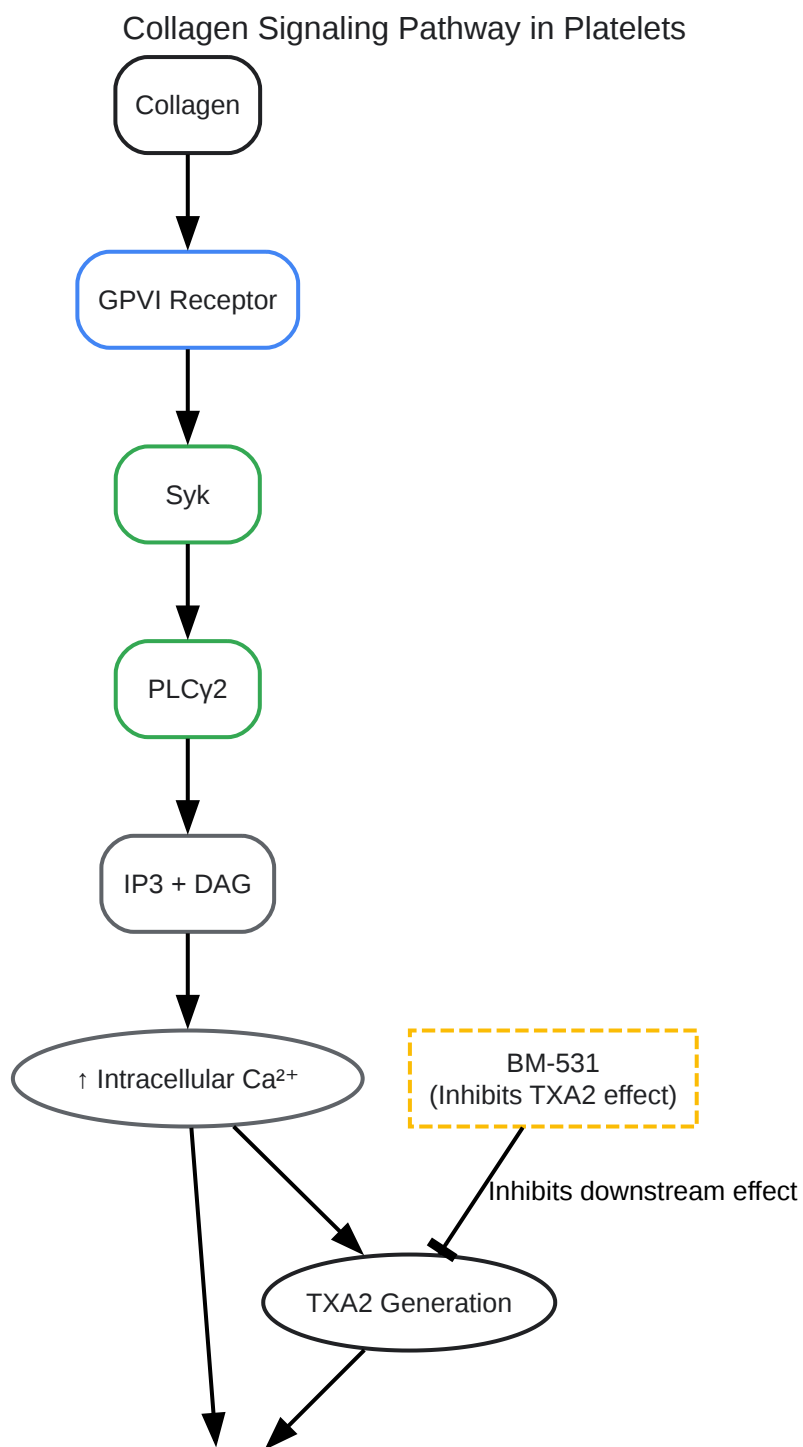 Collagen Signaling Pathway in Platelets
Collagen
GPVI Receptor
Syk
PLCγ2
IP3 + DAG
↑ Intracellular Ca²⁺
BM-531
(Inhibits TXA2 effect)
Inhibits downstream effect
TXA2 Generation